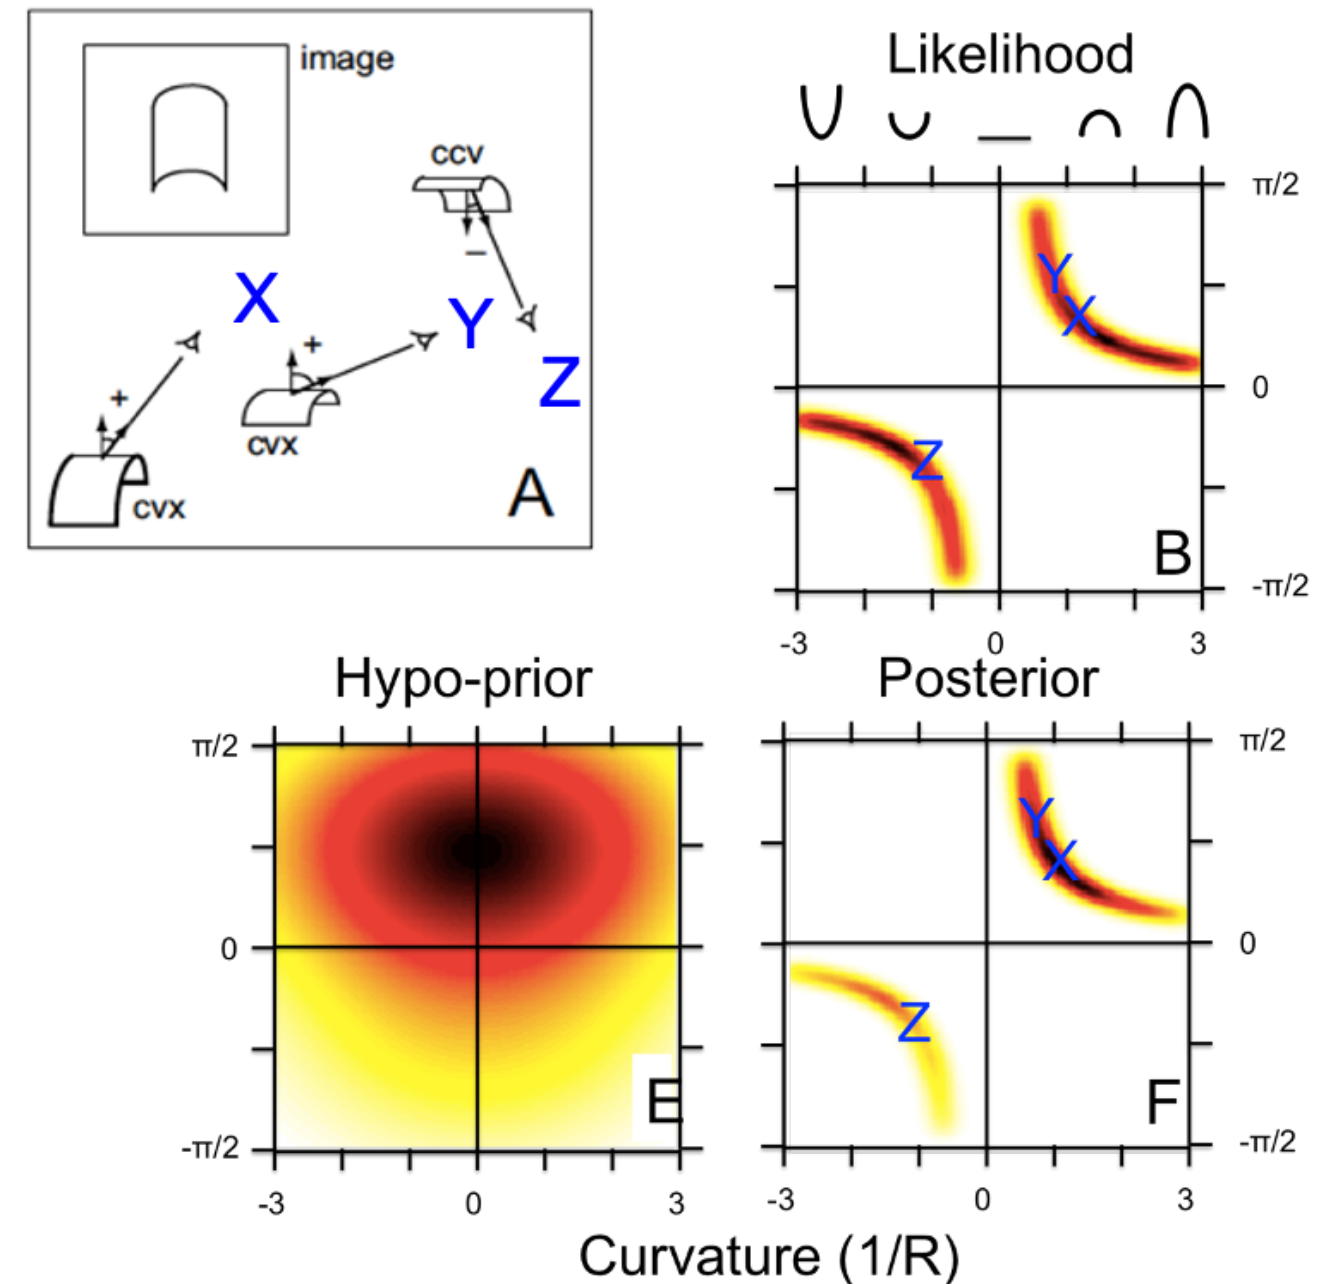 image
ccv
–
X
Y
Z
+
+
cvx
cvx
A
Likelihood
π/2
Y
X
0
Z
B
-π/2
-3
0
3
Hypo-prior
π/2
0
E
-π/2
-3
0
3
Posterior
π/2
Y
X
0
Z
F
-π/2
-3
0
3
Curvature (1/R)